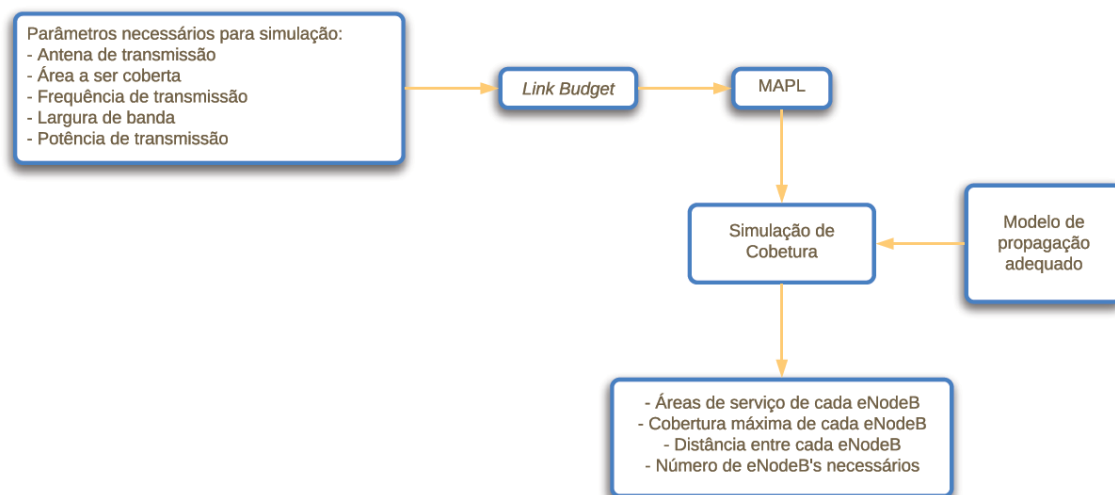 Parâmetros necessários para simulação:
- Antena de transmissão
- Área a ser coberta
- Frequência de transmissão
- Largura de banda
- Potência de transmissão
Link Budget
MAPL
Simulação de
Cobetura
Modelo de
propagação
adequado
- Áreas de serviço de cada eNodeB
- Cobertura máxima de cada eNodeB
- Distância entre cada eNodeB
- Número de eNodeB's necessários